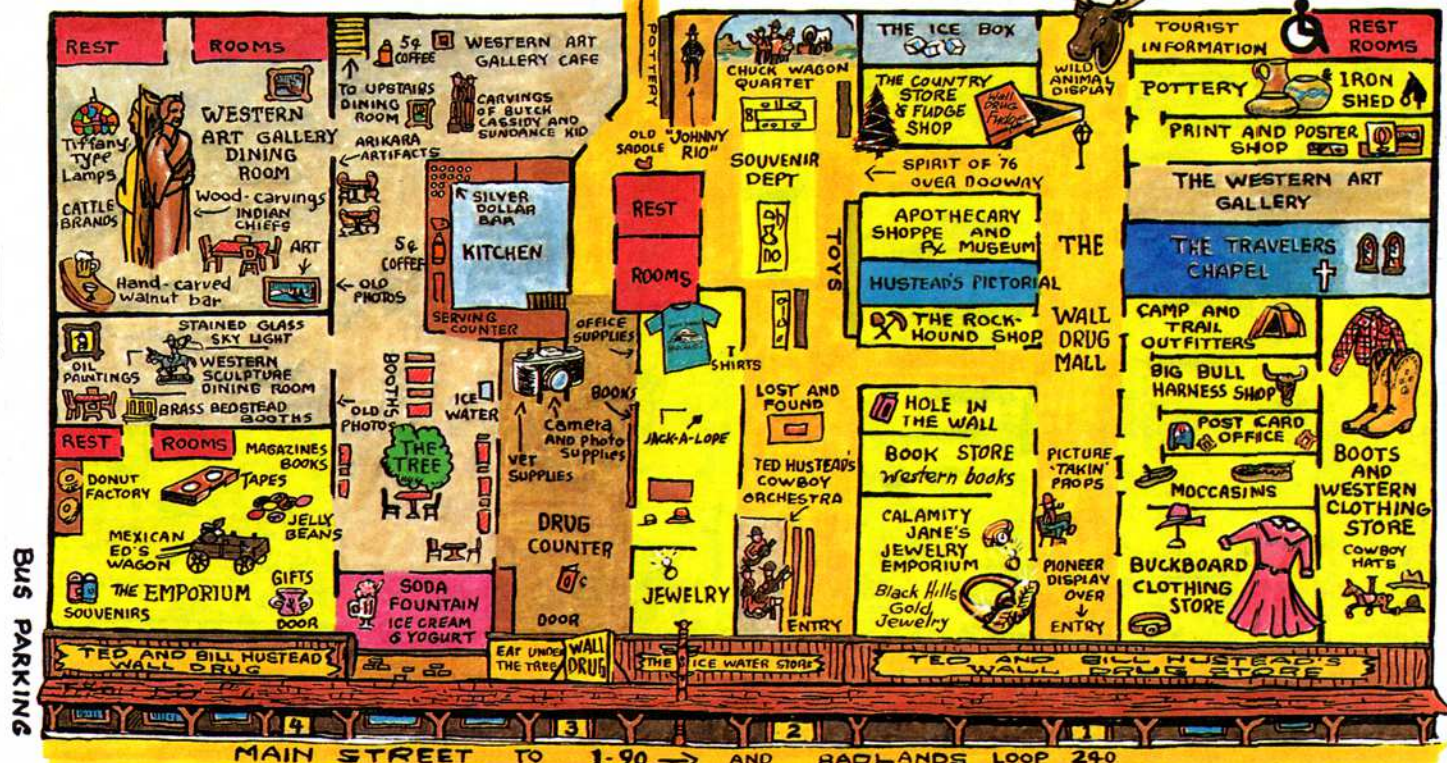 REST ROOMS
5¢ COFFEE
WESTERN ART
GALLERY CAFE
TO UPSTAIRS
DINING
ROOM
CARVINGS
OF BUTCH
CASSIDY AND
SUNDANCE KID
Tiffany
Type
Lamps
WESTERN
ART GALLERY
DINING
ROOM
ARIKARA
ARTIFACTS
CATTLE
BRANDS
Wood-carvings
INDIAN
CHIEFS
ART
Hand-carved
walnut bar
OLD
PHOTOS
5¢
COFFEE
SILVER
DOLLAR
BAR
KITCHEN
SERVING
COUNTER
POTTERY
OLD
SADDLE
"JOHNNY
RIO"
CHUCK WAGON
QUARTET
SOUVENIR
DEPT
REST
ROOMS
TOYS
THE ICE BOX
THE COUNTRY
STORE
& FUDGE
SHOP
Wall
DRUG
Fudge
SPIRIT OF '76
OVER DOORWAY
APOTHECARY
SHOPPE AND
Rx MUSEUM
HUSTEAD'S PICTORIAL
THE ROCK-
HOUND SHOP
WILD
ANIMAL
DISPLAY
THE
WALL
DRUG
MALL
TOURIST
INFORMATION
REST
ROOMS
POTTERY
IRON
SHED
PRINT AND POSTER
SHOP
THE WESTERN ART
GALLERY
THE TRAVELERS
CHAPEL
CAMP AND
TRAIL
OUTFITTERS
BIG BULL
HARNESS SHOP
POST CARD
OFFICE
MOCCASINS
BUCKBOARD
CLOTHING
STORE
BOOTS
AND
WESTERN
CLOTHING
STORE
COWBOY
HATS
STAINED GLASS
SKY LIGHT
OIL
PAINTINGS
WESTERN
SCULPTURE
DINING ROOM
BRASS BEDSTEAD
BOOTHS
OLD
PHOTOS
BOOTHS
ICE
WATER
THE
TREE
REST ROOMS
MAGAZINES
BOOKS
DONUT
FACTORY
TAPES
JELLY
BEANS
MEXICAN
ED'S
WAGON
THE EMPORIUM
SOUVENIRS
GIFTS
DOOR
SODA
FOUNTAIN
ICE CREAM
& YOGURT
OFFICE
SUPPLIES
BOOKS
Camera
AND Photo
Supplies
VET
SUPPLIES
DRUG
COUNTER
DOOR
T
SHIRTS
JACK-A-LOPE
JEWELRY
LOST AND
FOUND
TED HUSTEAD'S
COWBOY
ORCHESTRA
ENTRY
HOLE IN
THE WALL
BOOK STORE
Western books
CALAMITY
JANE'S
JEWELRY
EMPORIUM
Black Hills
Gold
Jewelry
PICTURE
'TAKIN'
PROPS
PIONEER
DISPLAY
OVER
ENTRY
BUS PARKING
TED AND BILL HUSTEAD
WALL DRUG
EAT UNDER
THE TREE
WALL
DRUG
THE ICE WATER STORE
TED AND BILL HUSTEAD'S
WALL DRUG STORE
4
3
2
1
MAIN STREET TO I-90 AND BADLANDS LOOP 240